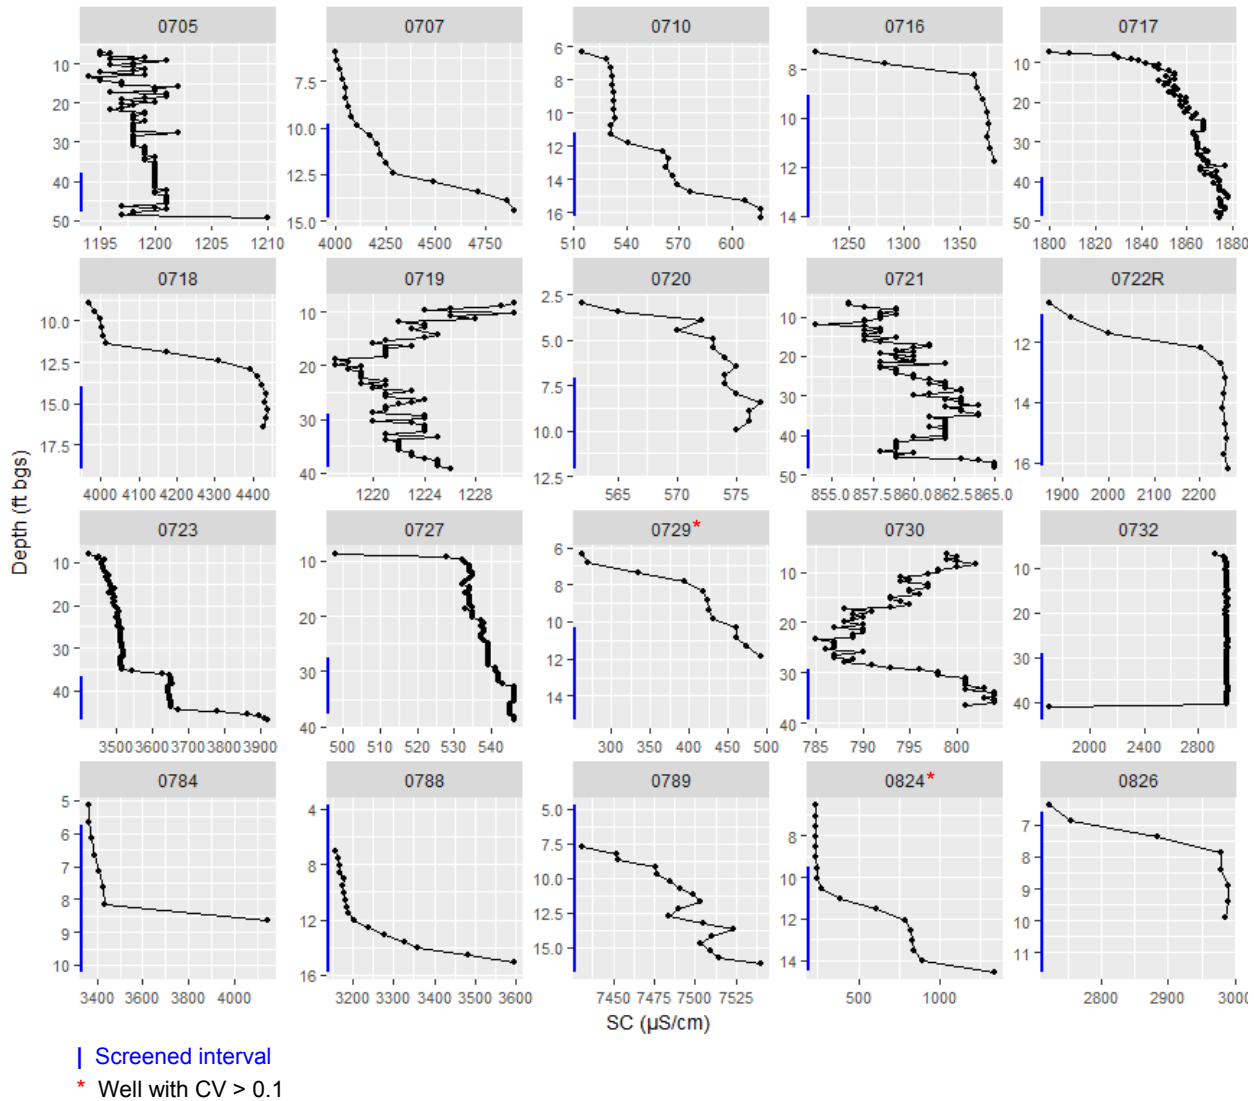 0705 0707 0710 0716 0717
10 20 30 40 50
7.5 10.0 12.5 15.0
6 8 10 12 14 16
6 8 10 12 14
10 20 30 40 50
1195 1200 1205 1210
4000 4250 4500 4750
510 540 570 600
1250 1300 1350
1800 1820 1840 1860 1880
0718 0719 0720 0721 0722R
10.0 12.5 15.0 17.5
10 20 30 40
2.5 5.0 7.5 10.0 12.5
10 20 30 40 50
12 14 16
4000 4100 4200 4300 4400
1220 1224 1228
565 570 575
855.0 857.5 860.0 862.5 865.0
1900 2000 2100 2200
Depth (ft bgs)
0723 0727 0729* 0730 0732
10 20 30 40
10 20 30 40
6 8 10 12 14
10 20 30 40
10 20 30 40
3500 3600 3700 3800 3900
500 510 520 530 540
300 350 400 450 500
785 790 795 800
2000 2400 2800
0784 0788 0789 0824* 0826
5 6 7 8 9 10
4 8 12 16
5.0 7.5 10.0 12.5 15.0
8 10 12 14
7 8 9 10 11
3400 3600 3800 4000
3200 3300 3400 3500 3600
7450 7475 7500 7525
500 1000
2800 2900 3000
SC (µS/cm)
| Screened interval
* Well with CV > 0.1